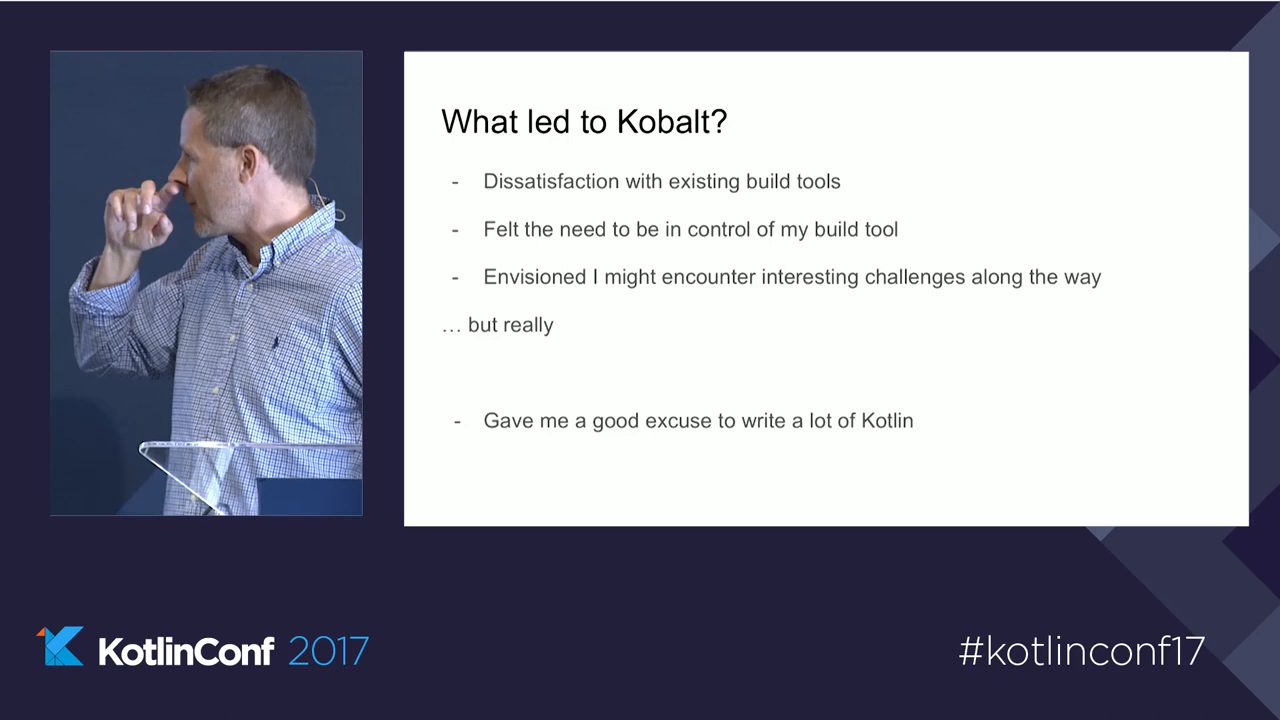 What led to Kobalt?
- Dissatisfaction with existing build tools
- Felt the need to be in control of my build tool
- Envisioned I might encounter interesting challenges along the way
… but really
- Gave me a good excuse to write a lot of Kotlin
KotlinConf 2017
#kotlinconf17